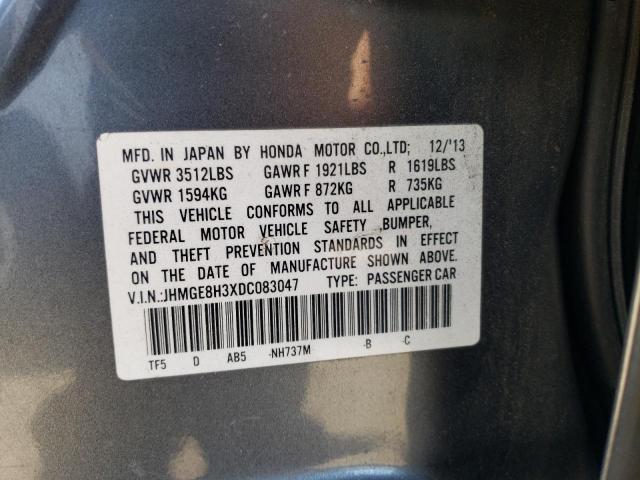 MFD. IN JAPAN BY HONDA MOTOR CO.,LTD; 12/'13
GVWR 3512LBS GAWR F 1921LBS R 1619LBS
GVWR 1594KG GAWR F 872KG R 735KG
THIS VEHICLE CONFORMS TO ALL APPLICABLE
FEDERAL MOTOR VEHICLE SAFETY ,BUMPER,
AND THEFT PREVENTION STANDARDS IN EFFECT
ON THE DATE OF MANUFACTURE SHOWN ABOVE.
V.I.N.:JHMGE8H3XDC083047 TYPE: PASSENGER CAR
TF5 D AB5 -NH737M -B -C